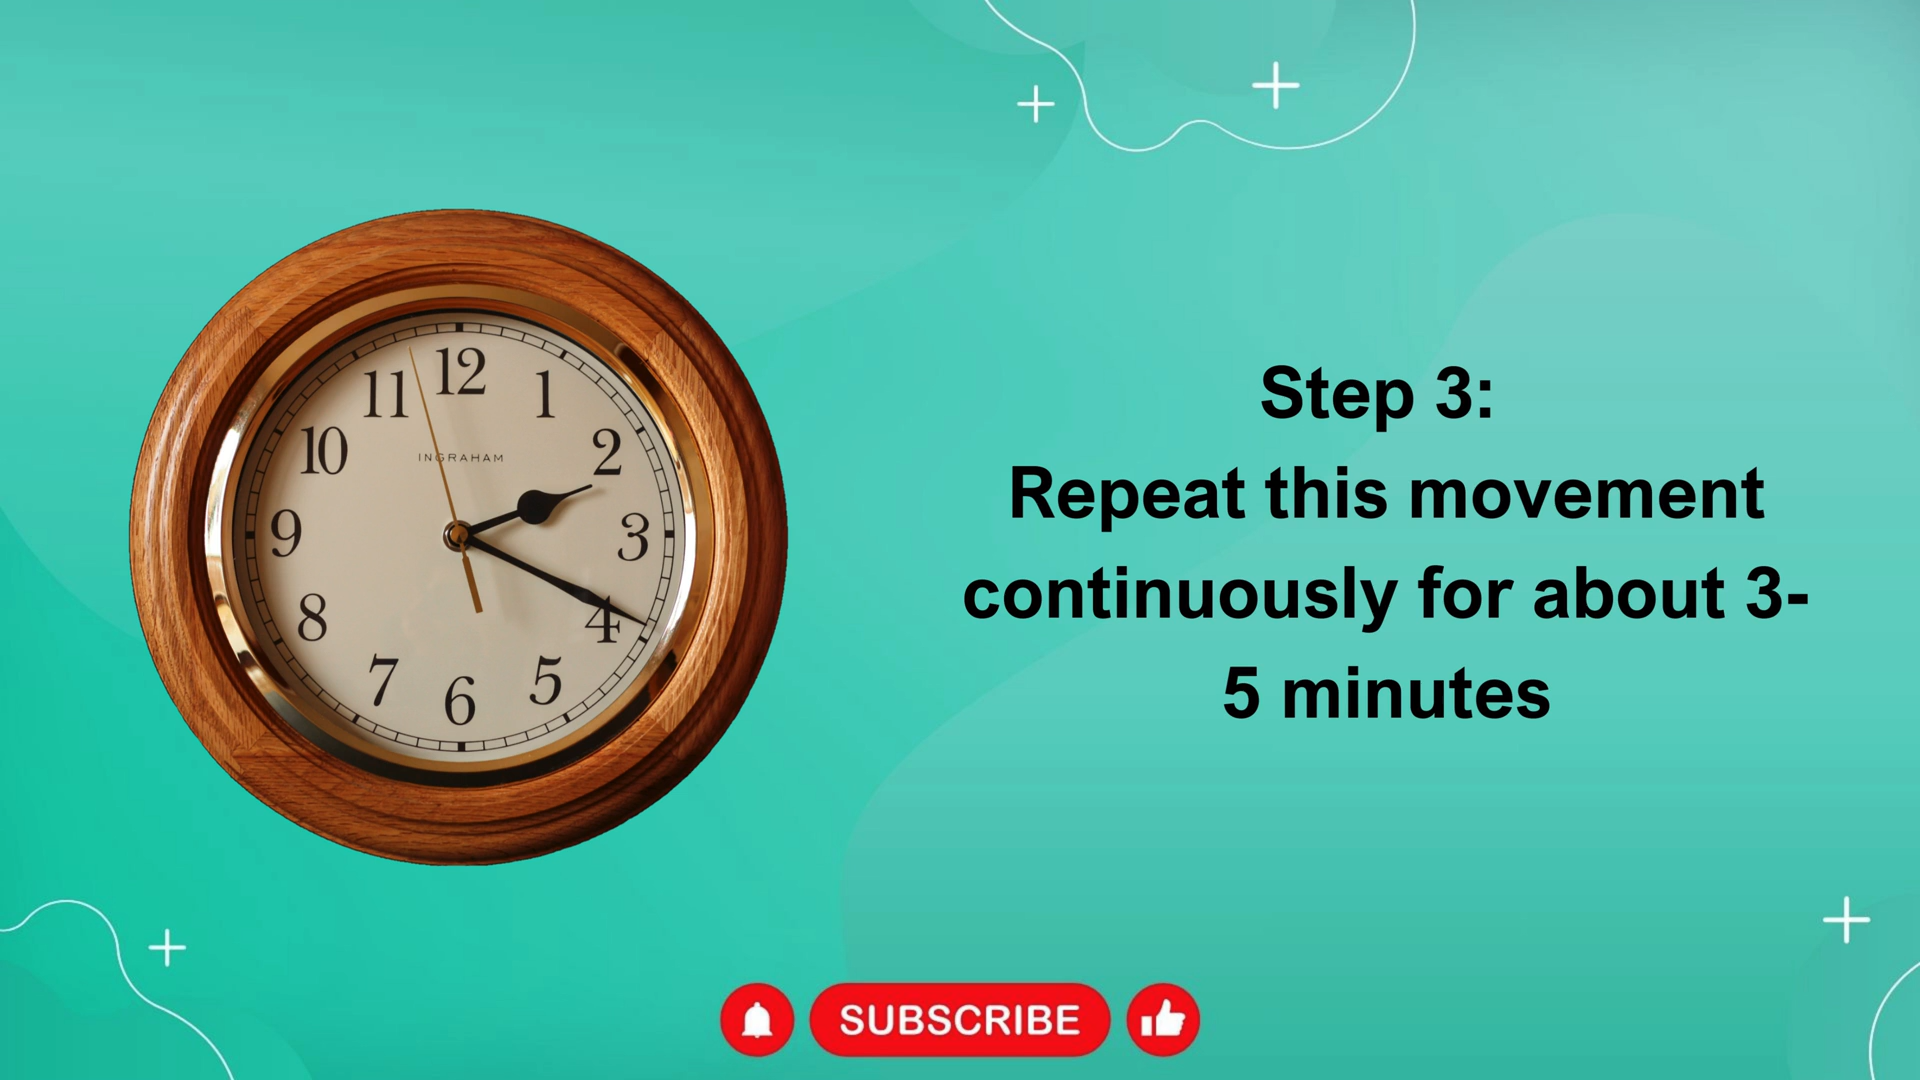 12
11
1
10
2
INGRAHAM
9
3
8
4
7
5
6
Step 3:
Repeat this movement
continuously for about 3-
5 minutes
SUBSCRIBE